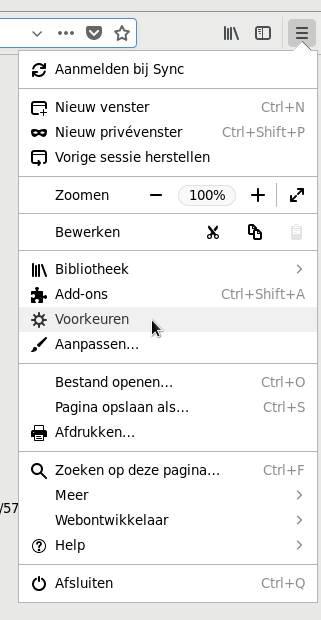 Aanmelden bij Sync
Nieuw venster Ctrl+N
Nieuw privévenster Ctrl+Shift+P
Vorige sessie herstellen
Zoomen 100%
Bewerken
Bibliotheek
Add-ons Ctrl+Shift+A
Voorkeuren
Aanpassen...
Bestand openen... Ctrl+O
Pagina opslaan als... Ctrl+S
Afdrukken...
Zoeken op deze pagina... Ctrl+F
Meer
/57
Webontwikkelaar
Help
Afsluiten Ctrl+Q